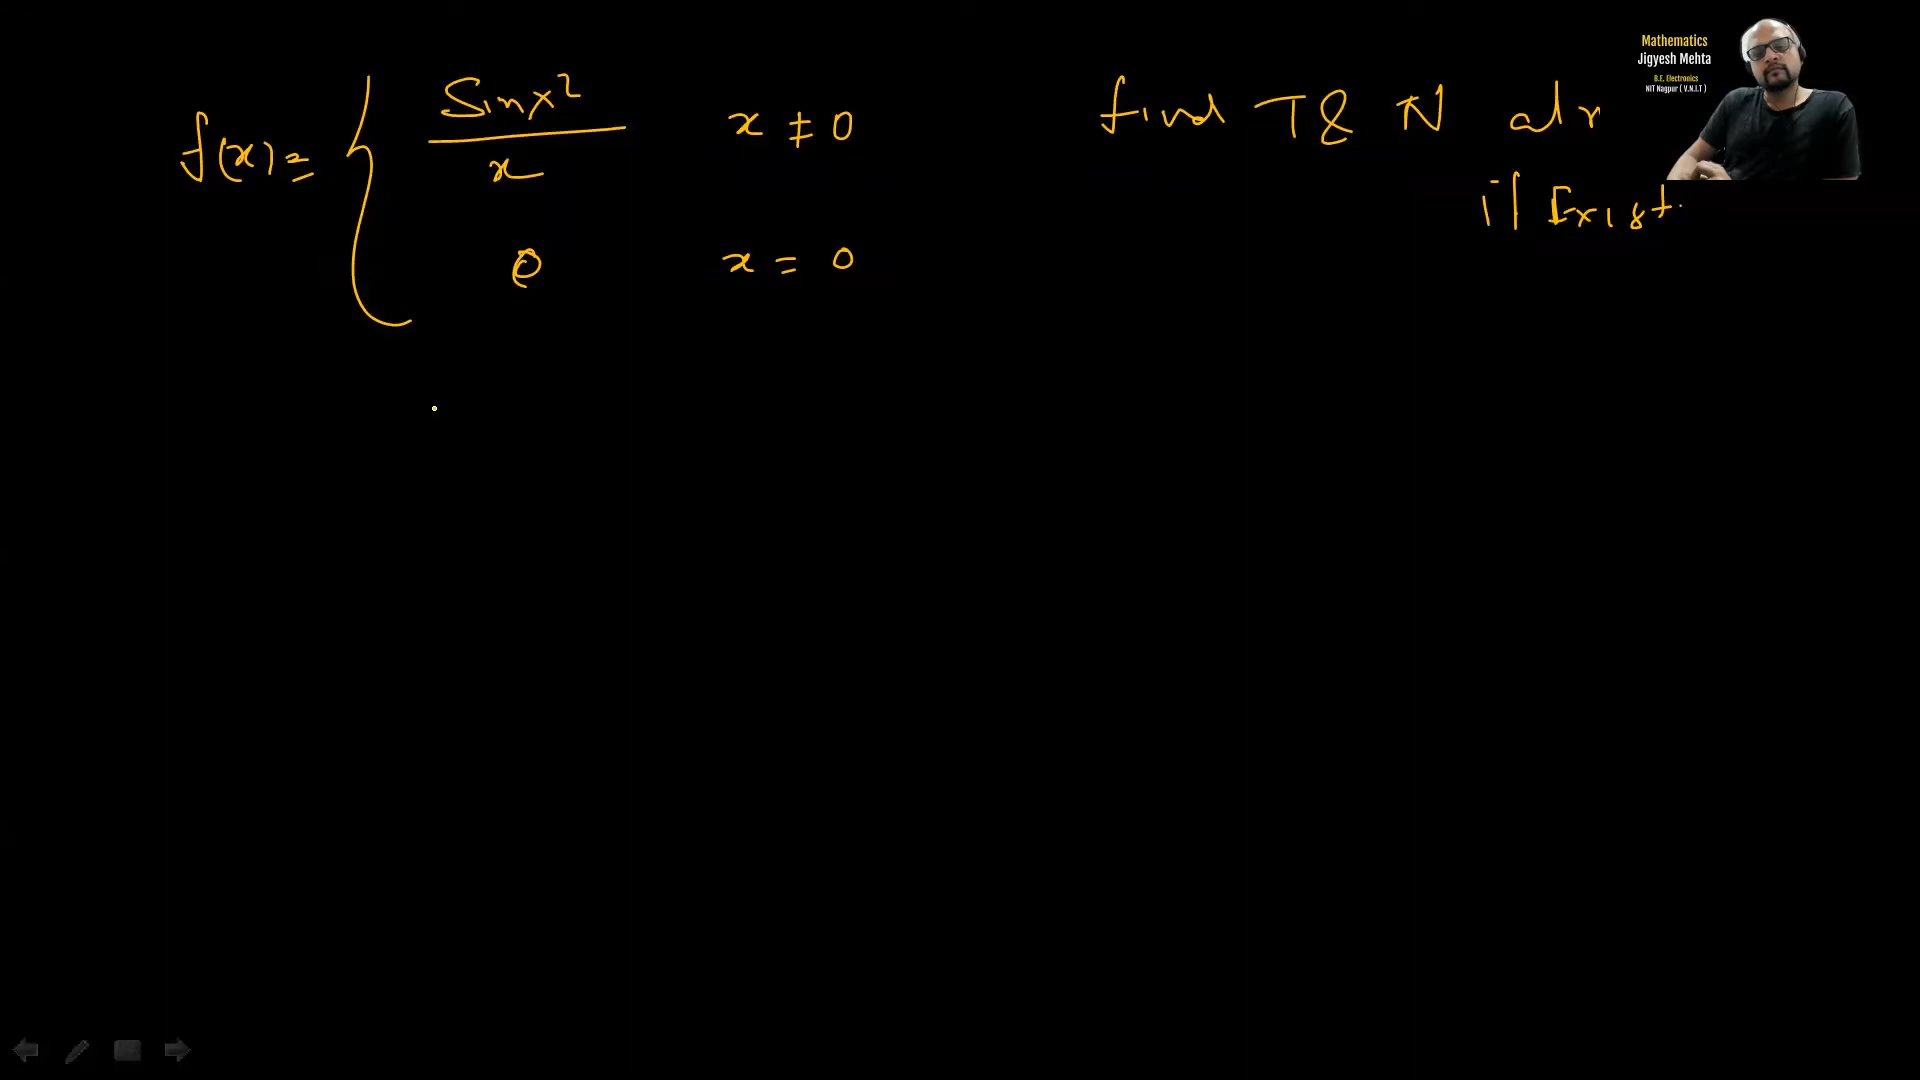 f(x) = { Sin x² / x    x ≠ 0
0    x = 0
find T & N at x
if Exist.
Mathematics
Jigyesh Mehta
B.E. Electronics
NIT Nagpur ( V.N.I.T )